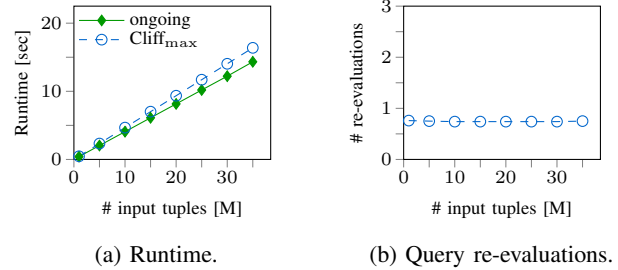 ongoing
Cliffmax
Runtime [sec]
20
10
0
0 10 20 30
# input tuples [M]
(a) Runtime.
# re-evaluations
3
2
1
0
0 10 20 30
# input tuples [M]
(b) Query re-evaluations.